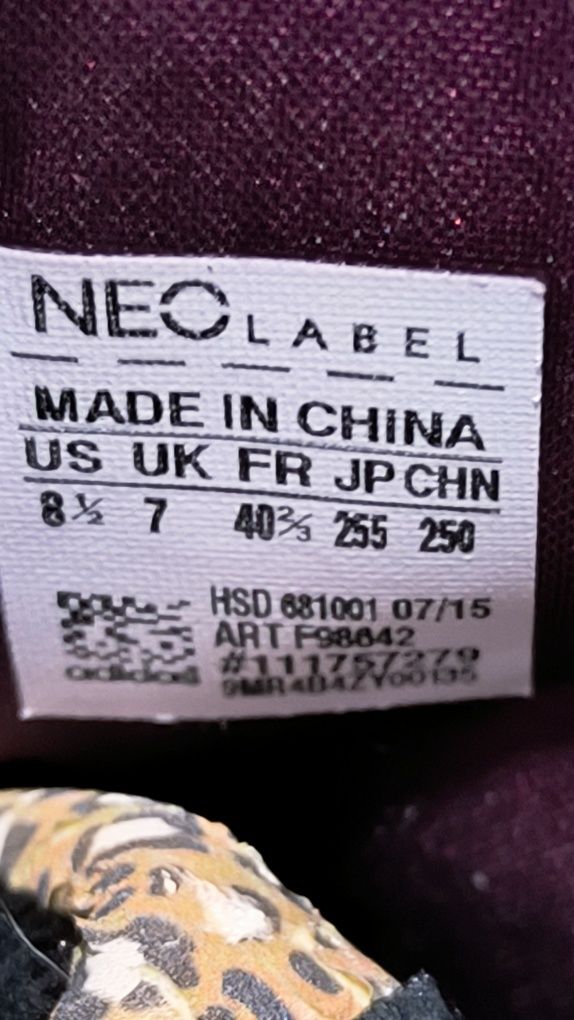 NEO LABEL
MADE IN CHINA
US UK FR JP CHN
8½ 7 40⅔ 255 250
HSD 681001 07/15
ART F98642
#111757279
adidas